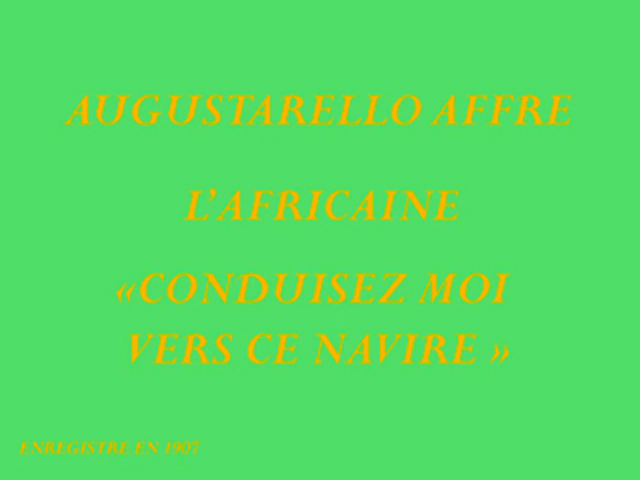 AUGUSTARELLO AFFRE
L'AFRICAINE
«CONDUISEZ MOI
VERS CE NAVIRE »
ENREGISTRE EN 1907